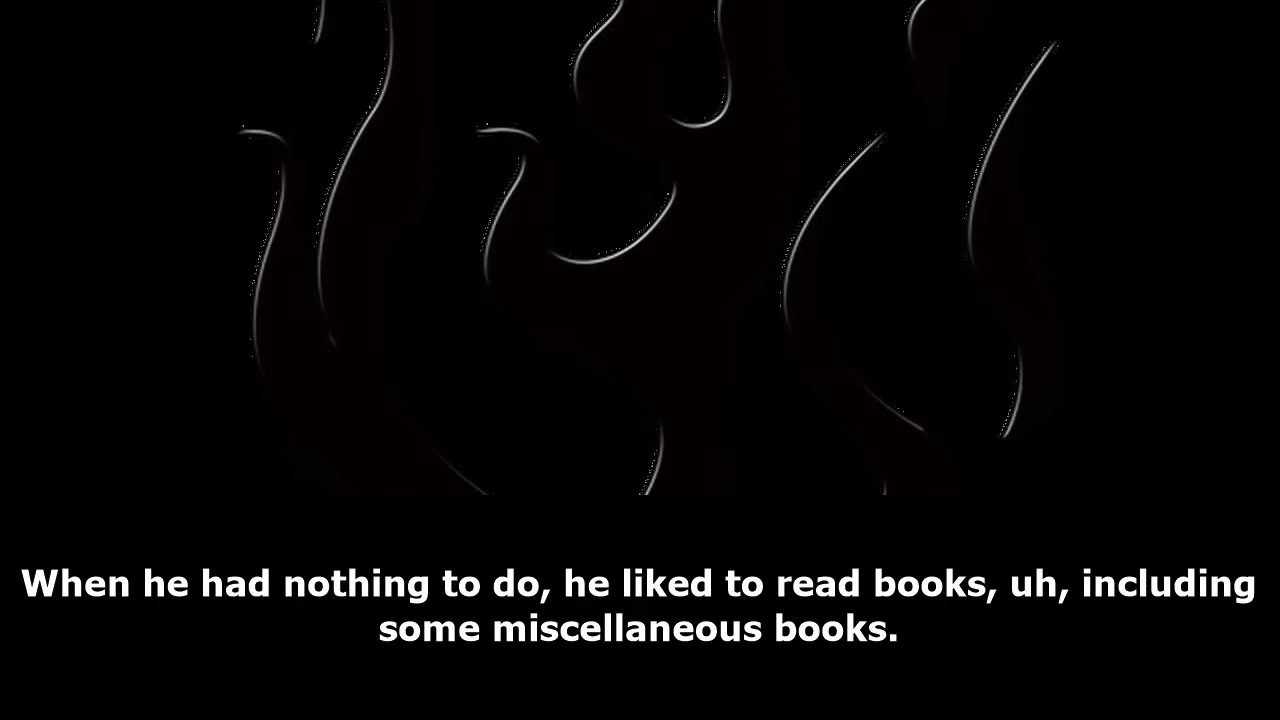 When he had nothing to do, he liked to read books, uh, including
some miscellaneous books.